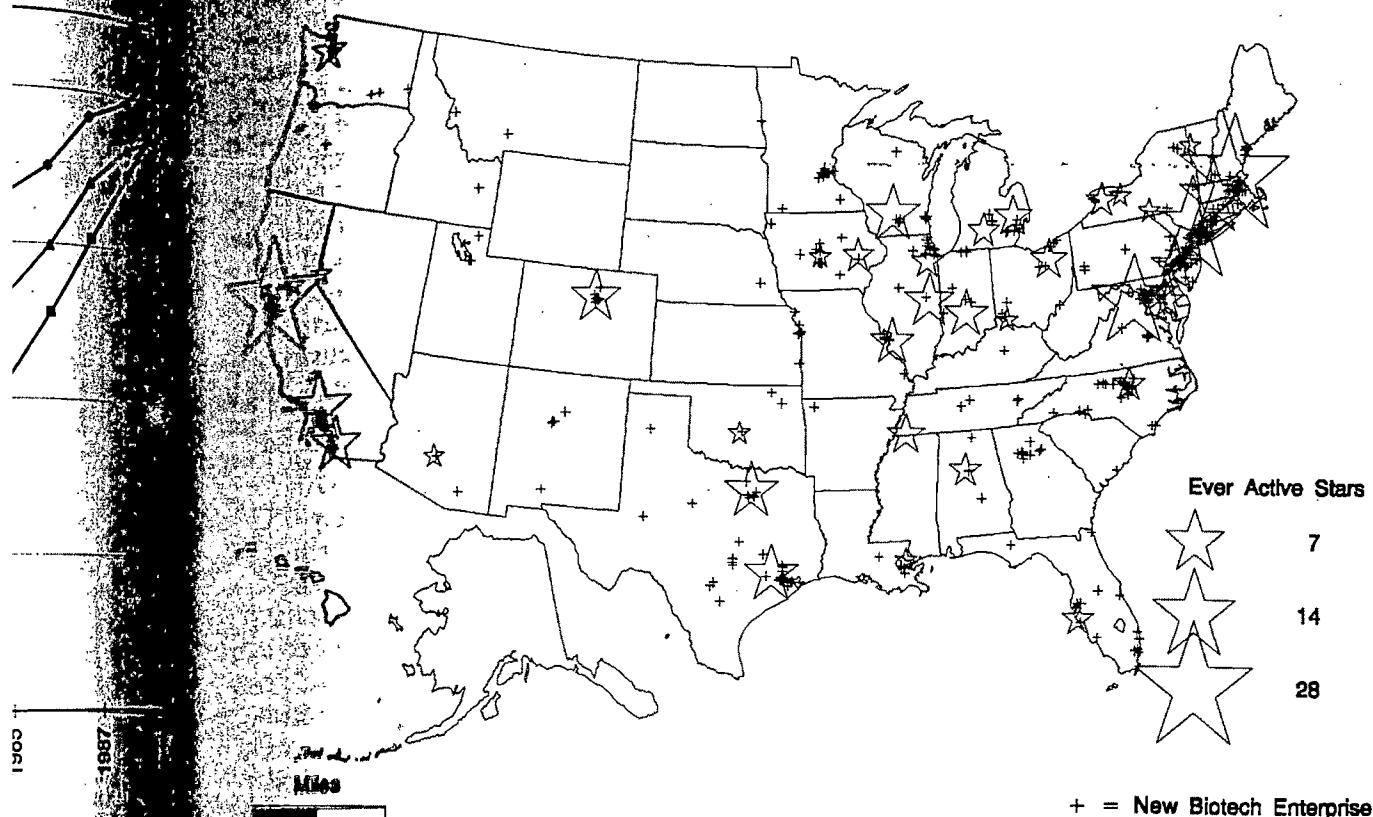 Ever Active Stars
7
14
28
1987
Miles
+ = New Biotech Enterprise